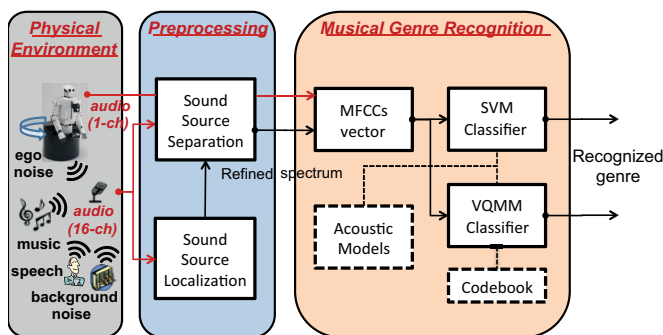 Physical
Environment
Preprocessing
Musical Genre Recognition
audio
(1-ch)
ego
noise
audio
(16-ch)
music
speech
background
noise
Sound
Source
Separation
Refined spectrum
Sound
Source
Localization
MFCCs
vector
SVM
Classifier
Recognized
genre
VQMM
Classifier
Acoustic
Models
Codebook